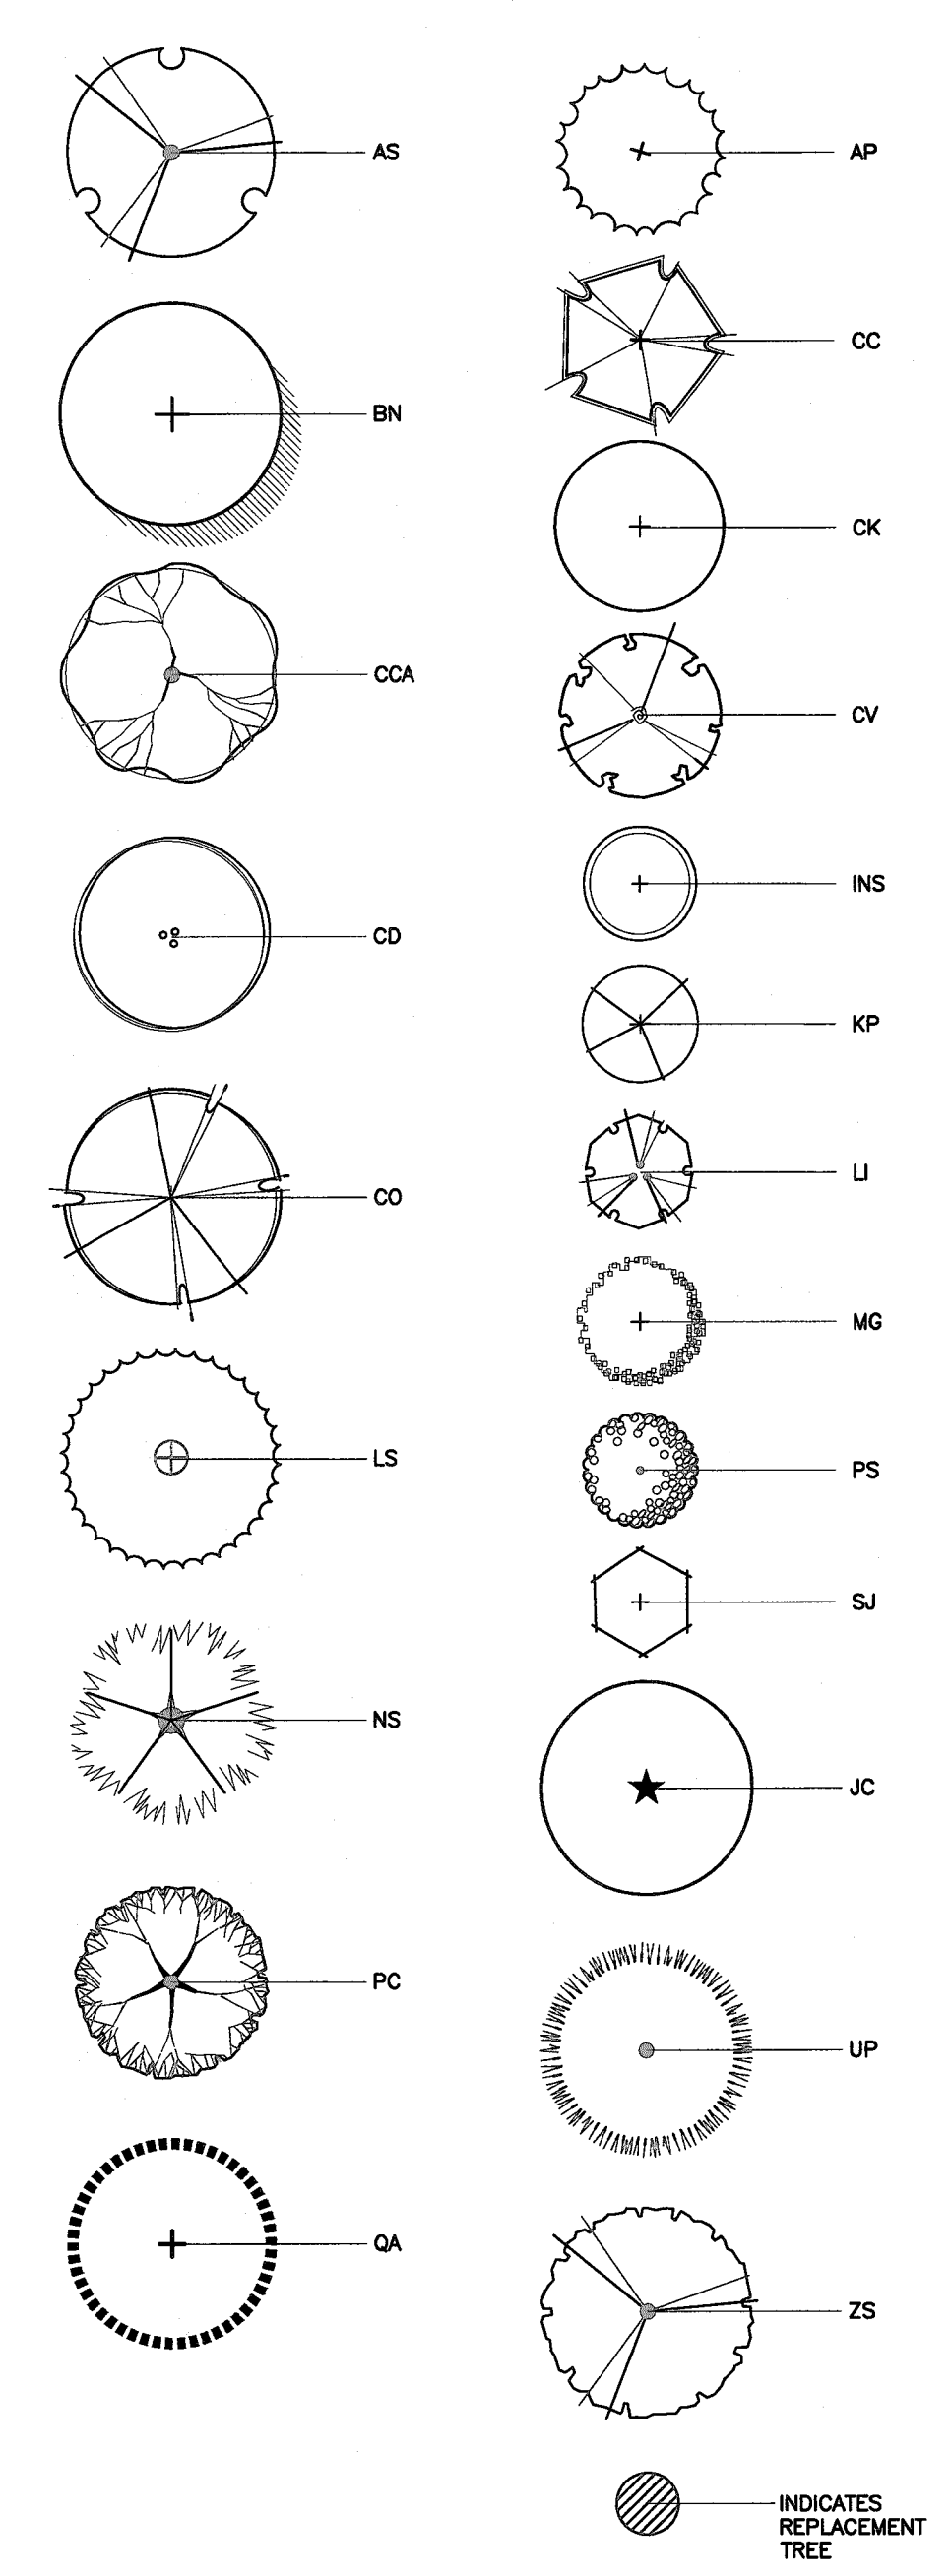 AS
BN
CCA
CD
CO
LS
NS
PC
QA
AP
CC
CK
CV
INS
KP
LI
MG
PS
SJ
JC
UP
ZS
INDICATES
REPLACEMENT
TREE